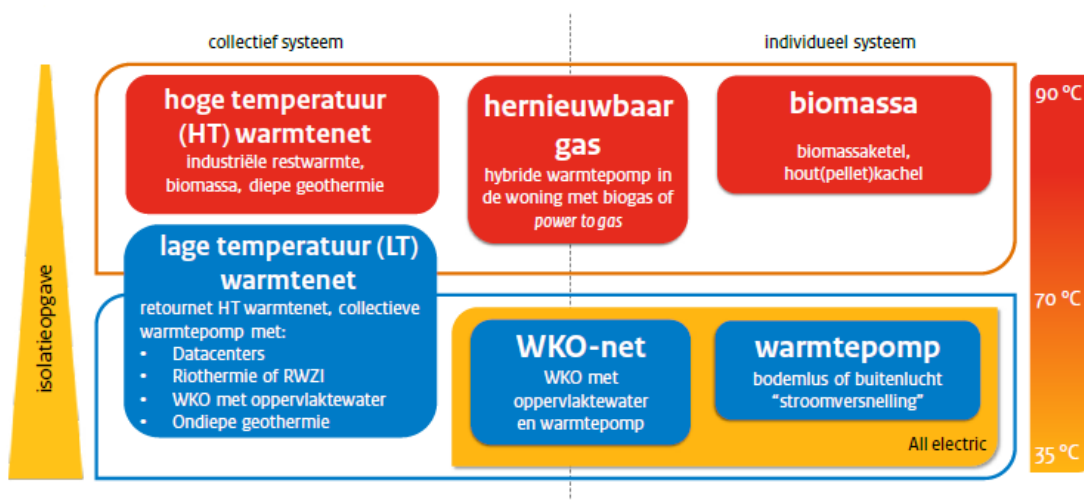 collectief systeem
individueel systeem
hoge temperatuur
(HT) warmtenet
industriële restwarmte,
biomassa, diepe geothermie
hernieuwbaar
gas
hybride warmtepomp in
de woning met biogas of
power to gas
biomassa
biomassaketel,
hout(pellet)kachel
90 °C
lage temperatuur (LT)
warmtenet
retournet HT warmtenet, collectieve
warmtepomp met:
• Datacenters
• Riothermie of RWZI
• WKO met oppervlaktewater
• Ondiepe geothermie
isolatieopgave
70 °C
WKO-net
WKO met
oppervlaktewater
en warmtepomp
warmtepomp
bodemlus of buitenlucht
“stroomversnelling”
All electric
35 °C